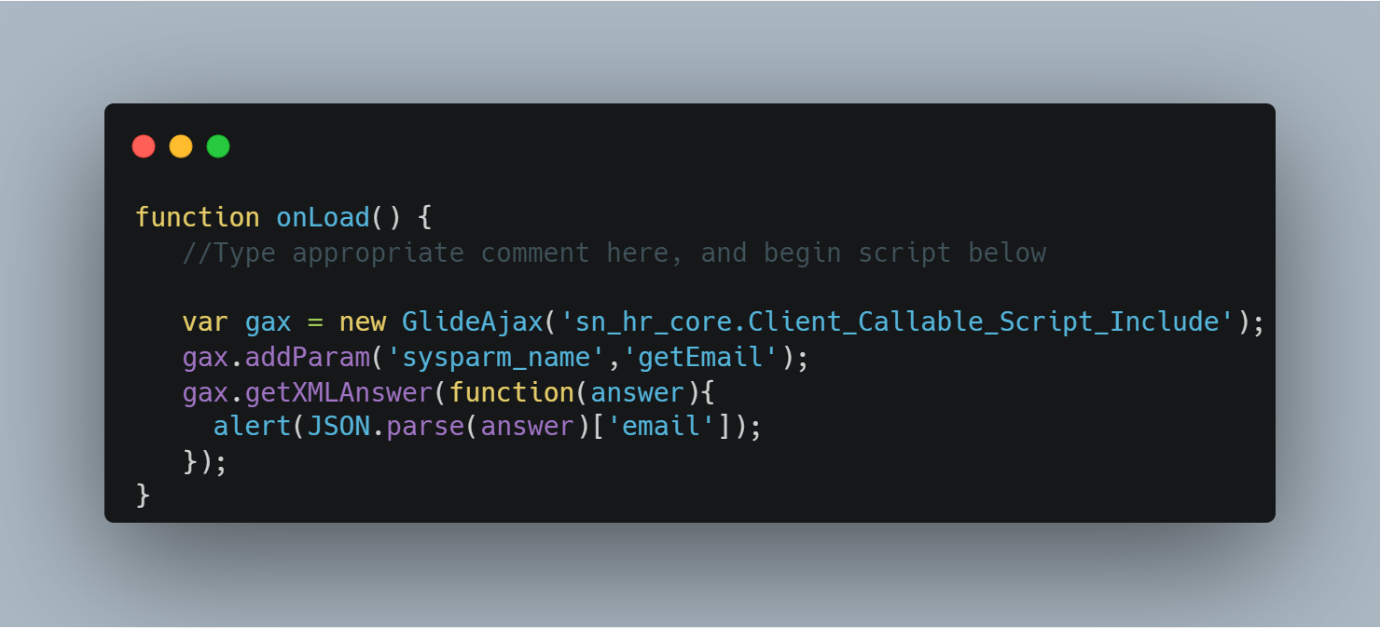 function onLoad() {
   //Type appropriate comment here, and begin script below
   var gax = new GlideAjax('sn_hr_core.Client_Callable_Script_Include');
   gax.addParam('sysparm_name','getEmail');
   gax.getXMLAnswer(function(answer){
     alert(JSON.parse(answer)['email']);
   });
}